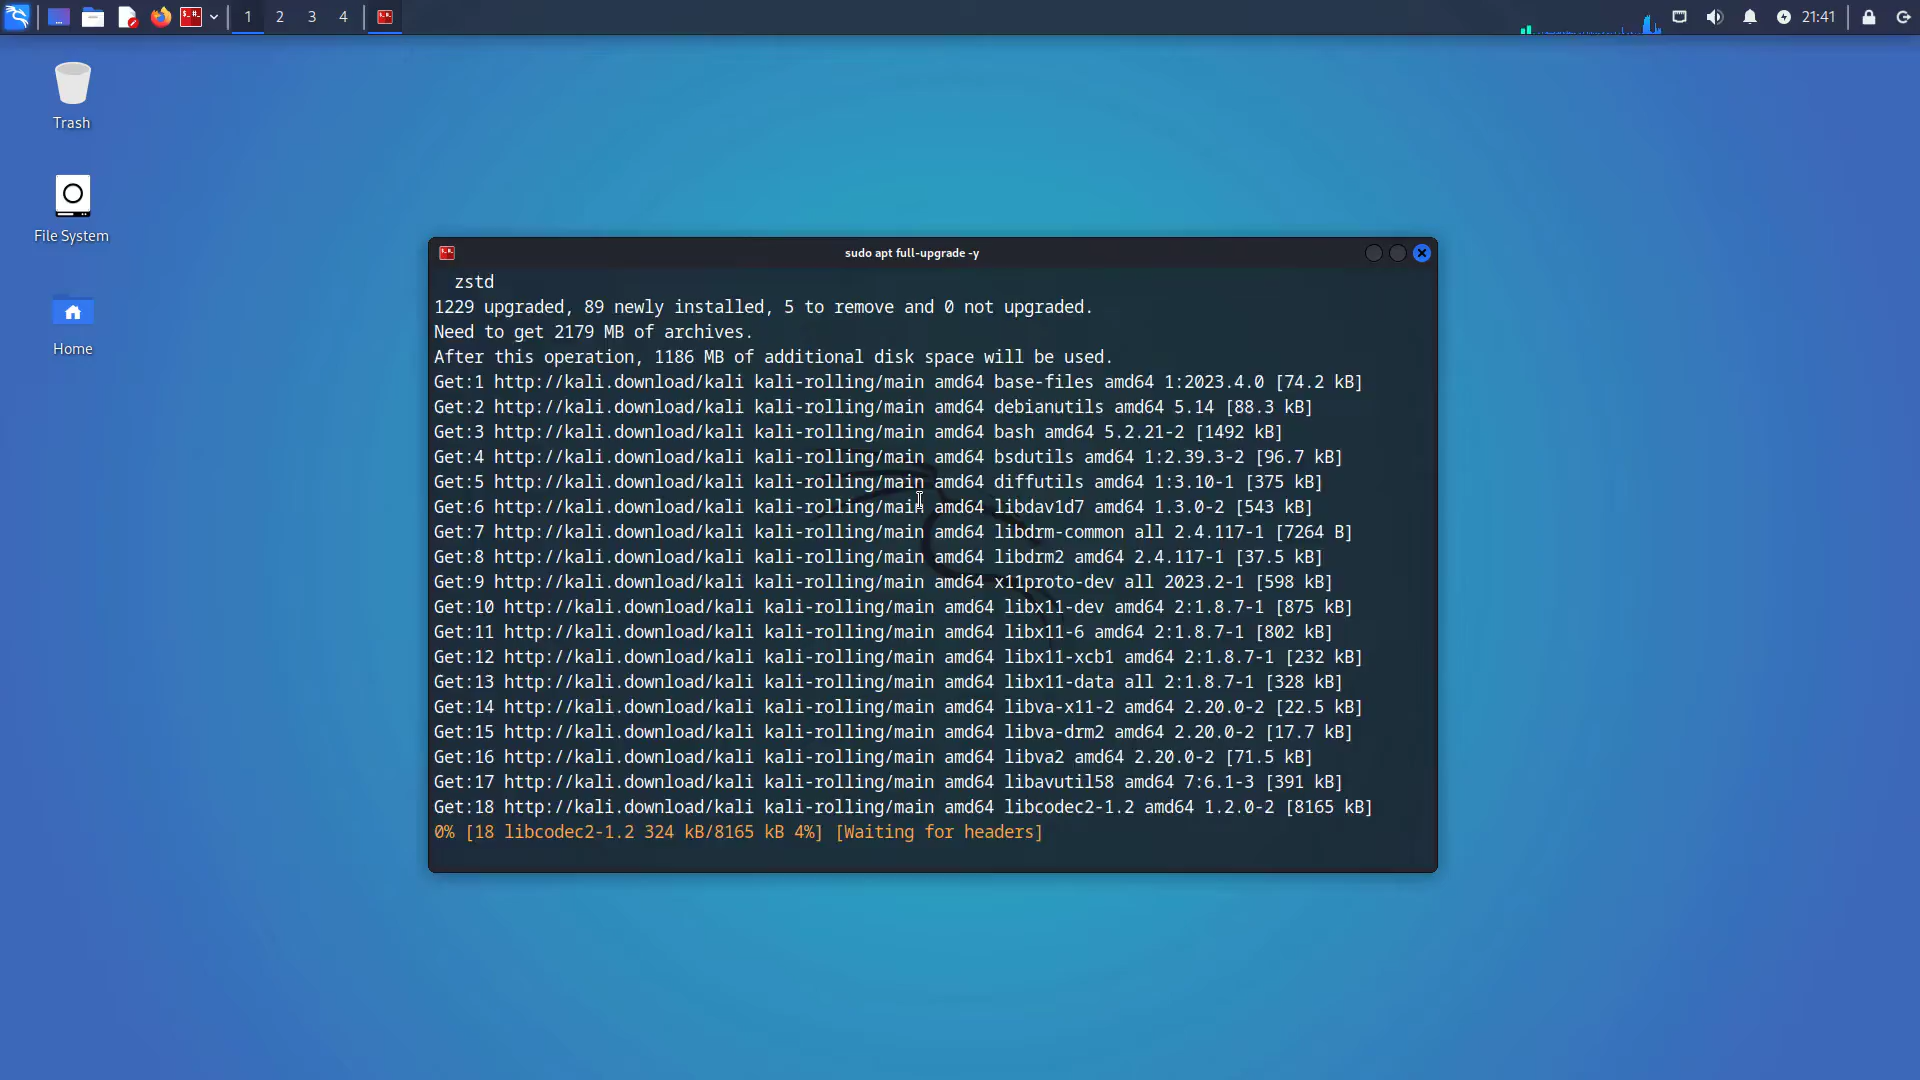 1 2 3 4
21:41
Trash
File System
Home
sudo apt full-upgrade -y
zstd
1229 upgraded, 89 newly installed, 5 to remove and 0 not upgraded.
Need to get 2179 MB of archives.
After this operation, 1186 MB of additional disk space will be used.
Get:1 http://kali.download/kali kali-rolling/main amd64 base-files amd64 1:2023.4.0 [74.2 kB]
Get:2 http://kali.download/kali kali-rolling/main amd64 debianutils amd64 5.14 [88.3 kB]
Get:3 http://kali.download/kali kali-rolling/main amd64 bash amd64 5.2.21-2 [1492 kB]
Get:4 http://kali.download/kali kali-rolling/main amd64 bsdutils amd64 1:2.39.3-2 [96.7 kB]
Get:5 http://kali.download/kali kali-rolling/main amd64 diffutils amd64 1:3.10-1 [375 kB]
Get:6 http://kali.download/kali kali-rolling/main amd64 libdav1d7 amd64 1.3.0-2 [543 kB]
Get:7 http://kali.download/kali kali-rolling/main amd64 libdrm-common all 2.4.117-1 [7264 B]
Get:8 http://kali.download/kali kali-rolling/main amd64 libdrm2 amd64 2.4.117-1 [37.5 kB]
Get:9 http://kali.download/kali kali-rolling/main amd64 x11proto-dev all 2023.2-1 [598 kB]
Get:10 http://kali.download/kali kali-rolling/main amd64 libx11-dev amd64 2:1.8.7-1 [875 kB]
Get:11 http://kali.download/kali kali-rolling/main amd64 libx11-6 amd64 2:1.8.7-1 [802 kB]
Get:12 http://kali.download/kali kali-rolling/main amd64 libx11-xcb1 amd64 2:1.8.7-1 [232 kB]
Get:13 http://kali.download/kali kali-rolling/main amd64 libx11-data all 2:1.8.7-1 [328 kB]
Get:14 http://kali.download/kali kali-rolling/main amd64 libva-x11-2 amd64 2.20.0-2 [22.5 kB]
Get:15 http://kali.download/kali kali-rolling/main amd64 libva-drm2 amd64 2.20.0-2 [17.7 kB]
Get:16 http://kali.download/kali kali-rolling/main amd64 libva2 amd64 2.20.0-2 [71.5 kB]
Get:17 http://kali.download/kali kali-rolling/main amd64 libavutil58 amd64 7:6.1-3 [391 kB]
Get:18 http://kali.download/kali kali-rolling/main amd64 libcodec2-1.2 amd64 1.2.0-2 [8165 kB]
0% [18 libcodec2-1.2 324 kB/8165 kB 4%] [Waiting for headers]